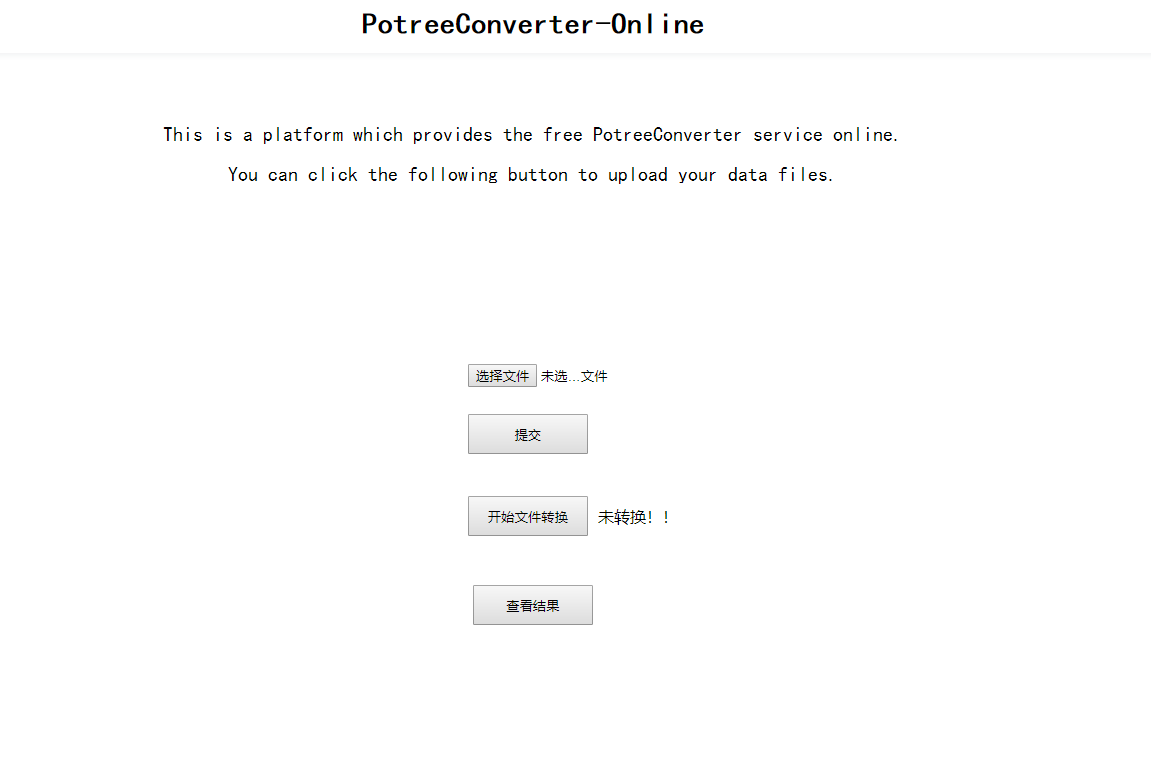 PotreeConverter-Online
This is a platform which provides the free PotreeConverter service online.
You can click the following button to upload your data files.
选择文件 未选...文件
提交
开始文件转换 未转换！！
查看结果